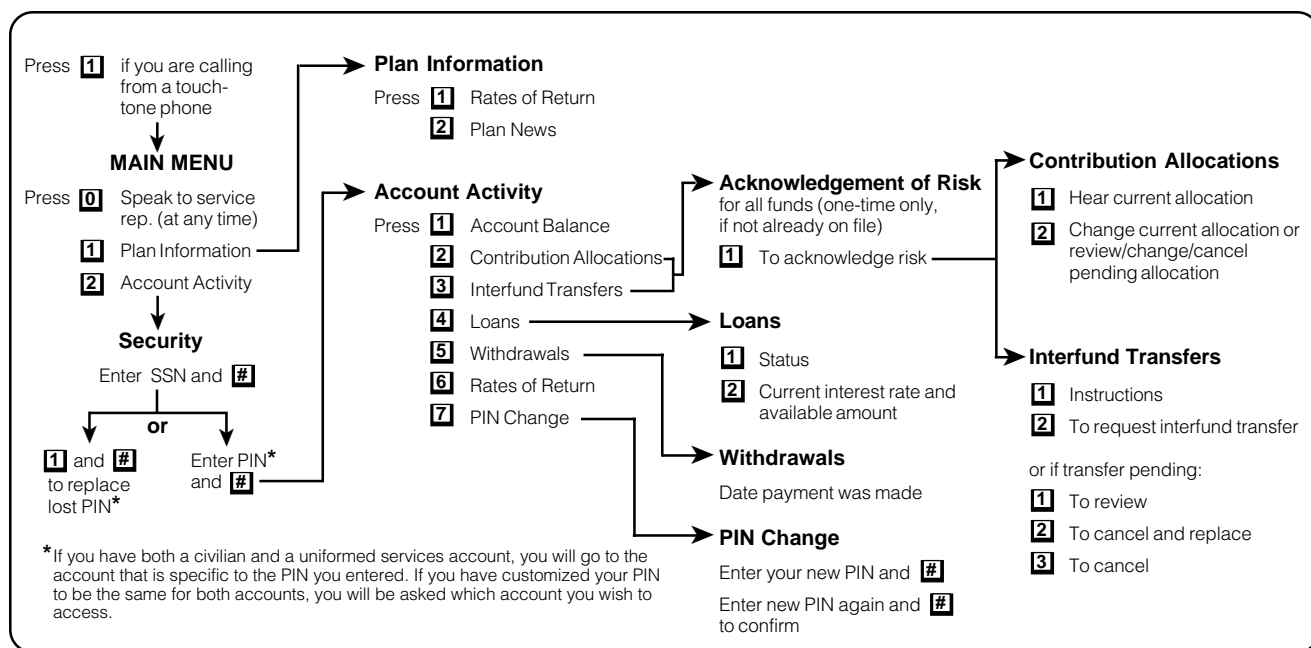 Press 1 if you are calling
from a touch-
tone phone
MAIN MENU
Press 0 Speak to service
rep. (at any time)
1 Plan Information
2 Account Activity
Security
Enter SSN and #
or
1 and #
to replace
lost PIN*
Enter PIN*
and #
*If you have both a civilian and a uniformed services account, you will go to the
account that is specific to the PIN you entered. If you have customized your PIN
to be the same for both accounts, you will be asked which account you wish to
access.
Plan Information
Press 1 Rates of Return
2 Plan News
Account Activity
Press 1 Account Balance
2 Contribution Allocations
3 Interfund Transfers
4 Loans
5 Withdrawals
6 Rates of Return
7 PIN Change
Acknowledgement of Risk
for all funds (one-time only,
if not already on file)
1 To acknowledge risk
Loans
1 Status
2 Current interest rate and
available amount
Withdrawals
Date payment was made
PIN Change
Enter your new PIN and #
Enter new PIN again and #
to confirm
Contribution Allocations
1 Hear current allocation
2 Change current allocation or
review/change/cancel
pending allocation
Interfund Transfers
1 Instructions
2 To request interfund transfer
or if transfer pending:
1 To review
2 To cancel and replace
3 To cancel